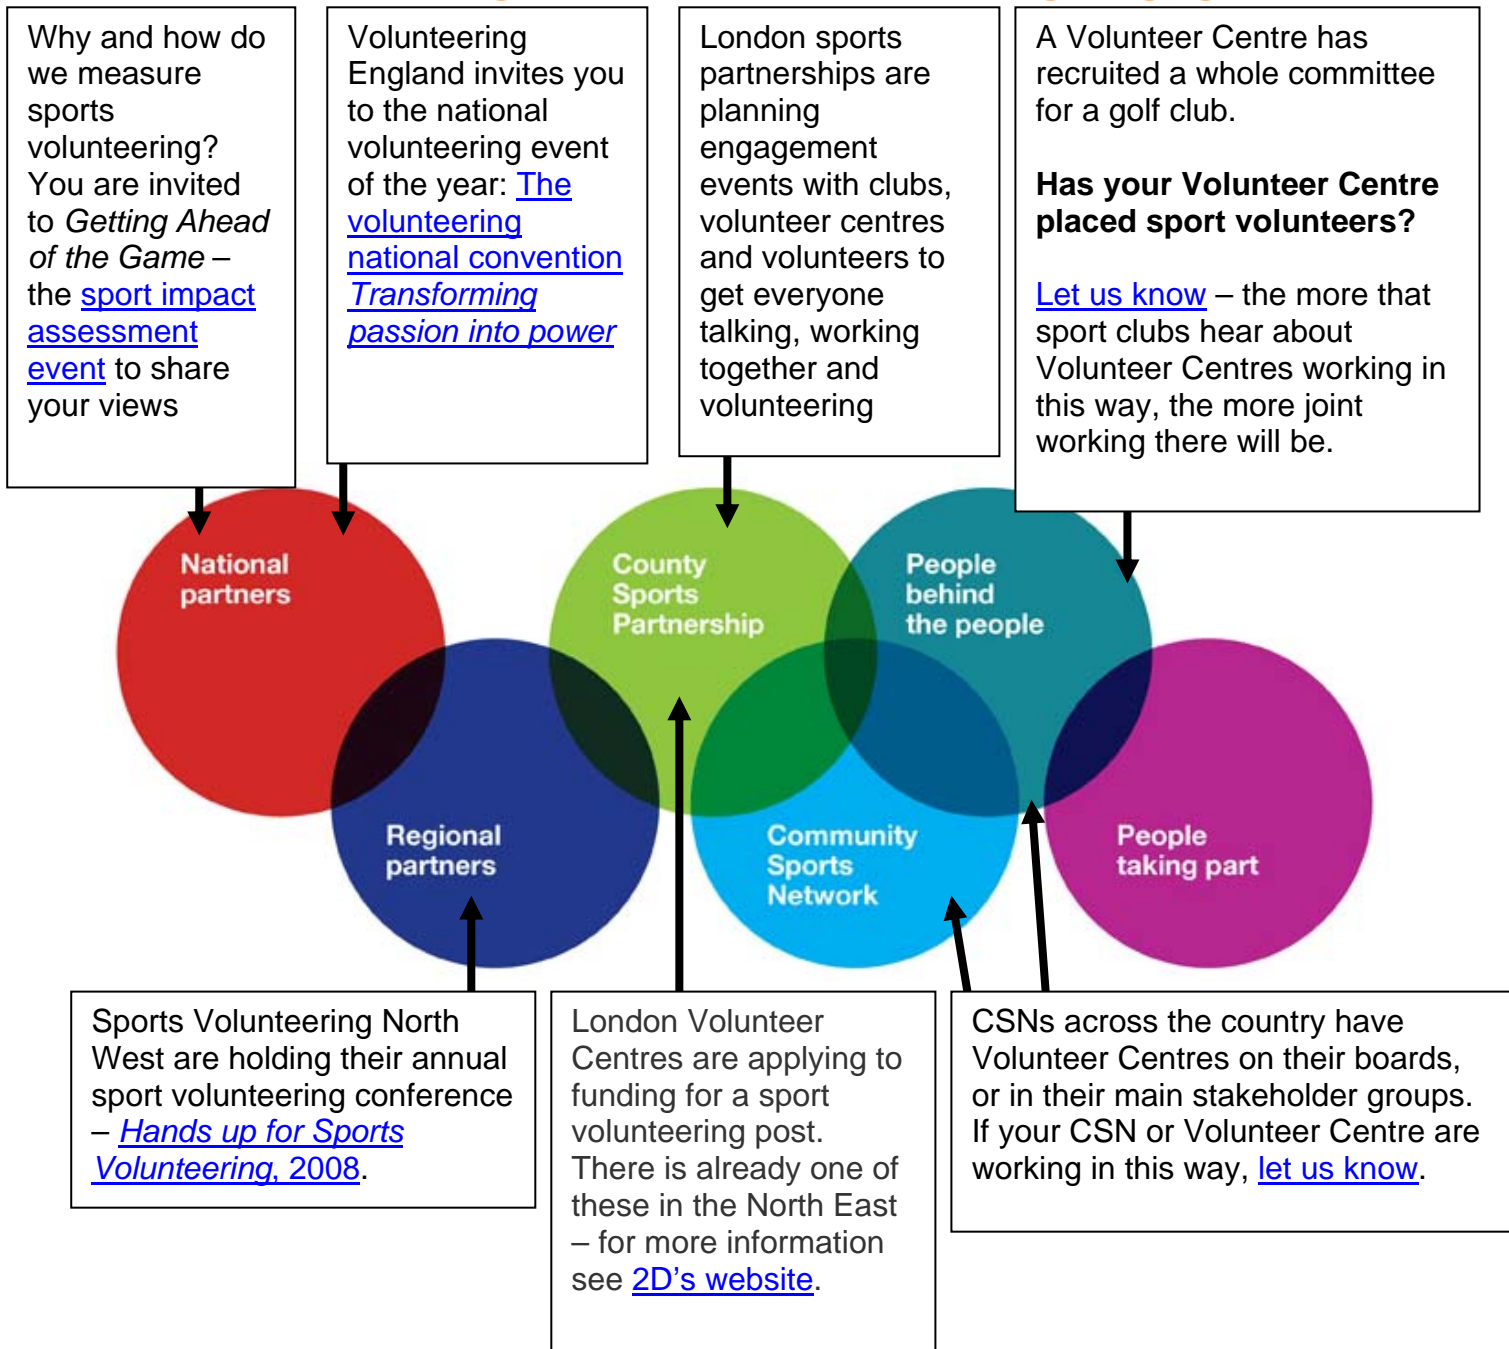 Why and how do
we measure
sports
volunteering?
You are invited
to Getting Ahead
of the Game –
the sport impact
assessment
event to share
your views
Volunteering
England invites you
to the national
volunteering event
of the year: The
volunteering
national convention
Transforming
passion into power
London sports
partnerships are
planning
engagement
events with clubs,
volunteer centres
and volunteers to
get everyone
talking, working
together and
volunteering
A Volunteer Centre has
recruited a whole committee
for a golf club.
Has your Volunteer Centre
placed sport volunteers?
Let us know – the more that
sport clubs hear about
Volunteer Centres working in
this way, the more joint
working there will be.
National
partners
County
Sports
Partnership
People
behind
the people
Regional
partners
Community
Sports
Network
People
taking part
Sports Volunteering North
West are holding their annual
sport volunteering conference
– Hands up for Sports
Volunteering, 2008.
London Volunteer
Centres are applying to
funding for a sport
volunteering post.
There is already one of
these in the North East
– for more information
see 2D's website.
CSNs across the country have
Volunteer Centres on their boards,
or in their main stakeholder groups.
If your CSN or Volunteer Centre are
working in this way, let us know.